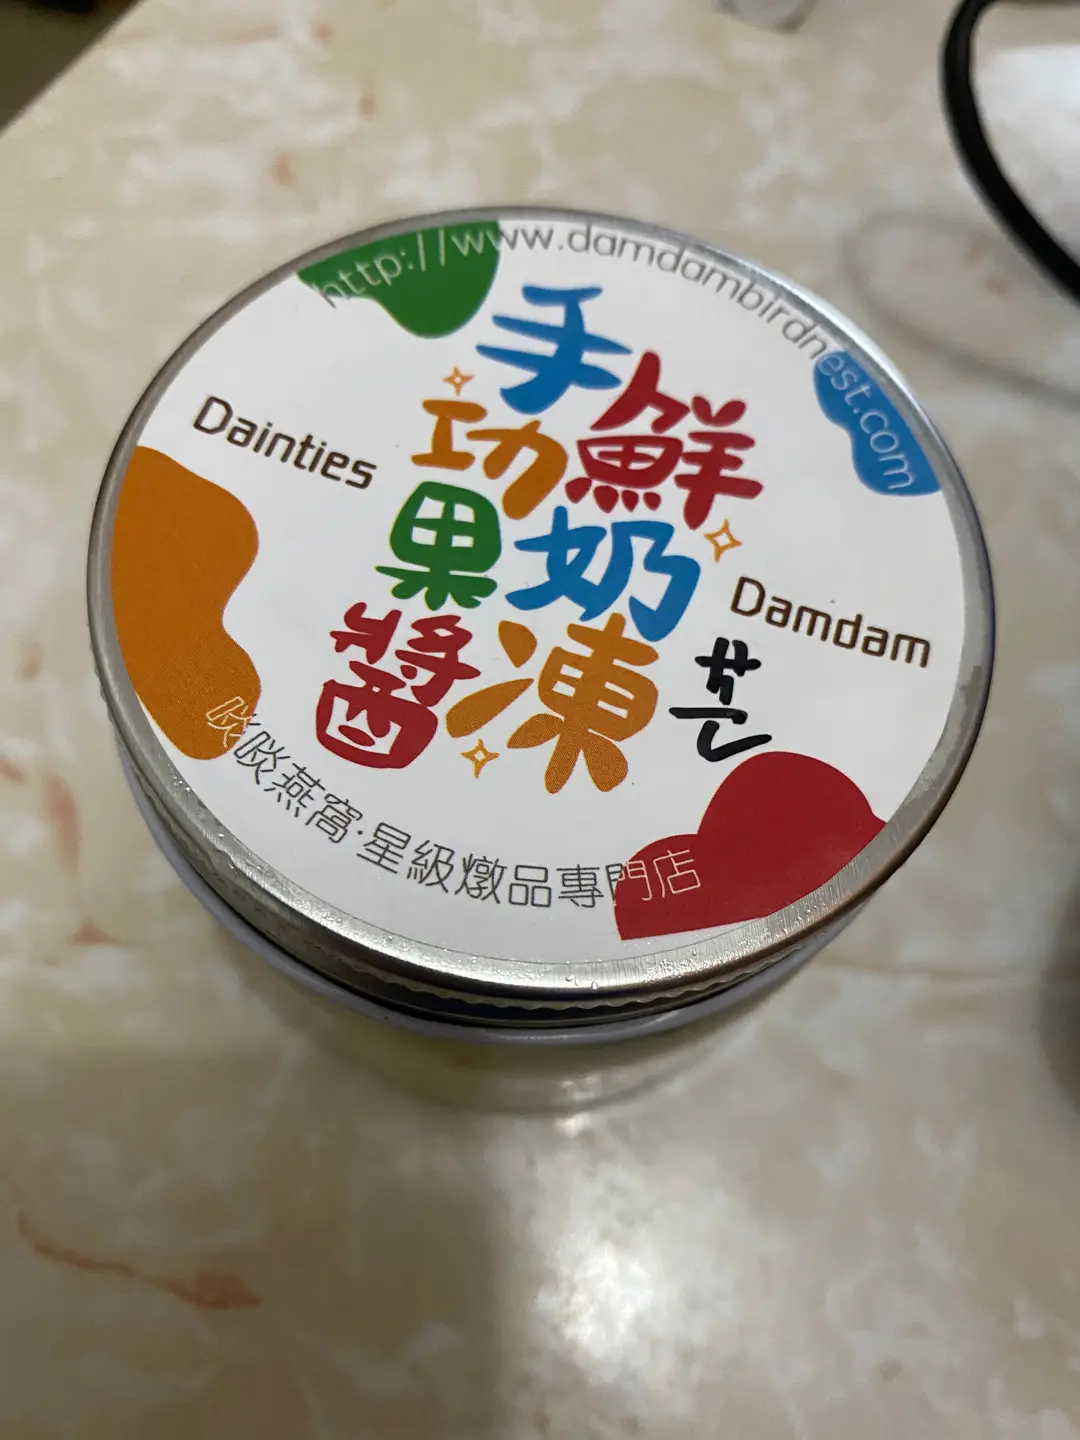 http://www.damdambirdnest.com
Dainties
手功果醬
鮮奶凍
Damdam
芒
啖啖燕窩·星級燉品專門店